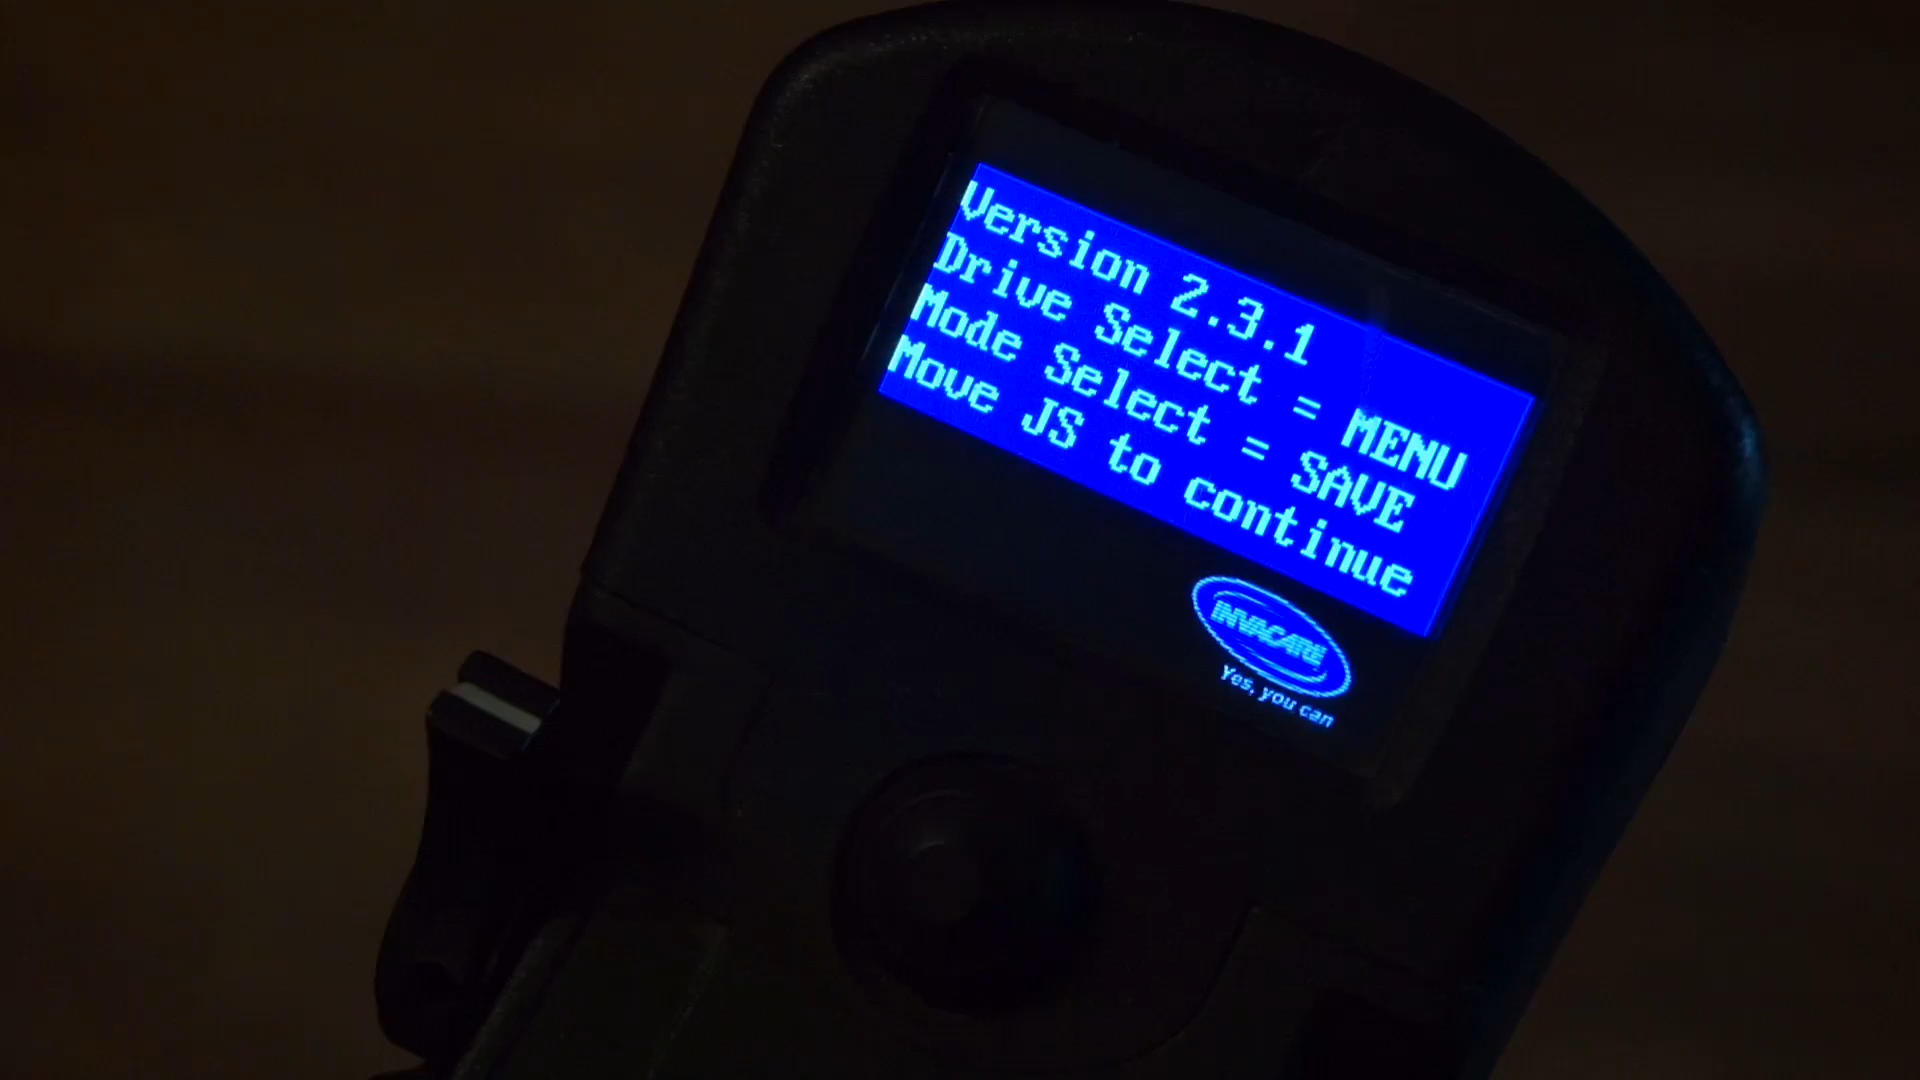 Version 2.3.1
Drive Select = MENU
Mode Select = SAVE
Move JS to continue
INVACARE
Yes, you can